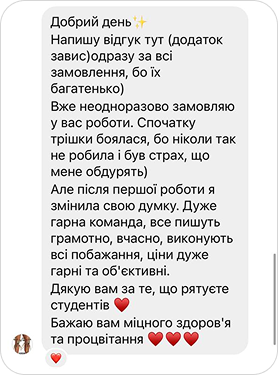 Добрий день✨
Напишу відгук тут (додаток
завис)одразу за всі
замовлення, бо їх
багатенько)
Вже неодноразово замовляю
у вас роботи. Спочатку
трішки боялася, бо ніколи так
не робила і був страх, що
мене обдурять)
Але після першої роботи я
змінила свою думку. Дуже
гарна команда, все пишуть
грамотно, вчасно, виконують
всі побажання, ціни дуже
гарні та об'єктивні.
Дякую вам за те, що рятуєте
студентів ♥️
Бажаю вам міцного здоров'я
та процвітання ♥️♥️♥️